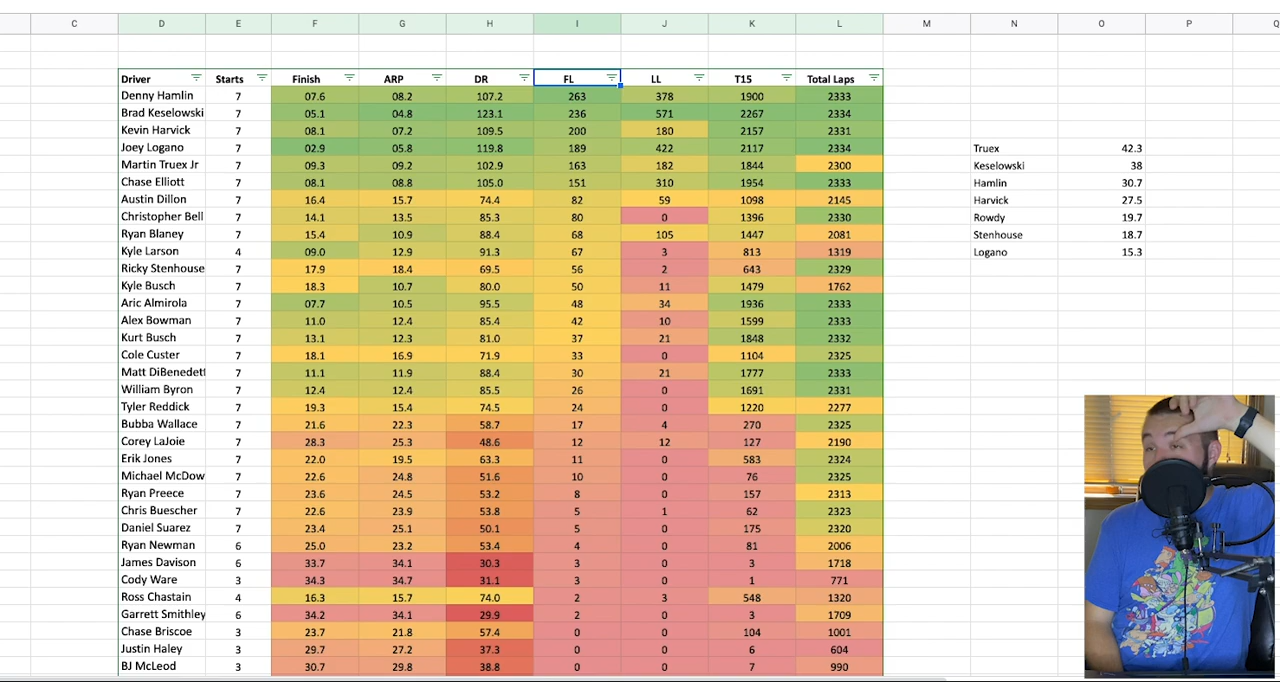 C D E F G H I J K L M N O P Q
Driver Starts Finish ARP DR FL LL T15 Total Laps
Denny Hamlin 7 07.6 08.2 107.2 263 378 1900 2333
Brad Keselowski 7 05.1 04.8 123.1 236 571 2267 2334
Kevin Harvick 7 08.1 07.2 109.5 200 180 2157 2331
Joey Logano 7 02.9 05.8 119.8 189 422 2117 2334 Truex 42.3
Martin Truex Jr 7 09.3 09.2 102.9 163 182 1844 2300 Keselowski 38
Chase Elliott 7 08.1 08.8 105.0 151 310 1954 2333 Hamlin 30.7
Austin Dillon 7 16.4 15.7 74.4 82 59 1098 2145 Harvick 27.5
Christopher Bell 7 14.1 13.5 85.3 80 0 1396 2330 Rowdy 19.7
Ryan Blaney 7 15.4 10.9 88.4 68 105 1447 2081 Stenhouse 18.7
Kyle Larson 4 09.0 12.9 91.3 67 3 813 1319 Logano 15.3
Ricky Stenhouse 7 17.9 18.4 69.5 56 2 643 2329
Kyle Busch 7 18.3 10.7 80.0 50 11 1479 1762
Aric Almirola 7 07.7 10.5 95.5 48 34 1936 2333
Alex Bowman 7 11.0 12.4 85.4 42 10 1599 2333
Kurt Busch 7 13.1 12.3 81.0 37 21 1848 2332
Cole Custer 7 18.1 16.9 71.9 33 0 1104 2325
Matt DiBenedett 7 11.1 11.9 88.4 30 21 1777 2333
William Byron 7 12.4 12.4 85.5 26 0 1691 2331
Tyler Reddick 7 19.3 15.4 74.5 24 0 1220 2277
Bubba Wallace 7 21.6 22.3 58.7 17 4 270 2325
Corey LaJoie 7 28.3 25.3 48.6 12 12 127 2190
Erik Jones 7 22.0 19.5 63.3 11 0 583 2324
Michael McDow 7 22.6 24.8 51.6 10 0 76 2325
Ryan Preece 7 23.6 24.5 53.2 8 0 157 2313
Chris Buescher 7 22.6 23.9 53.8 5 1 62 2323
Daniel Suarez 7 23.4 25.1 50.1 5 0 175 2320
Ryan Newman 6 25.0 23.2 53.4 4 0 81 2006
James Davison 6 33.7 34.1 30.3 3 0 3 1718
Cody Ware 3 34.3 34.7 31.1 3 0 1 771
Ross Chastain 4 16.3 15.7 74.0 2 3 548 1320
Garrett Smithley 6 34.2 34.1 29.9 2 0 3 1709
Chase Briscoe 3 23.7 21.8 57.4 0 0 104 1001
Justin Haley 3 29.7 27.2 37.3 0 0 6 604
BJ McLeod 3 30.7 29.8 38.8 0 0 7 990